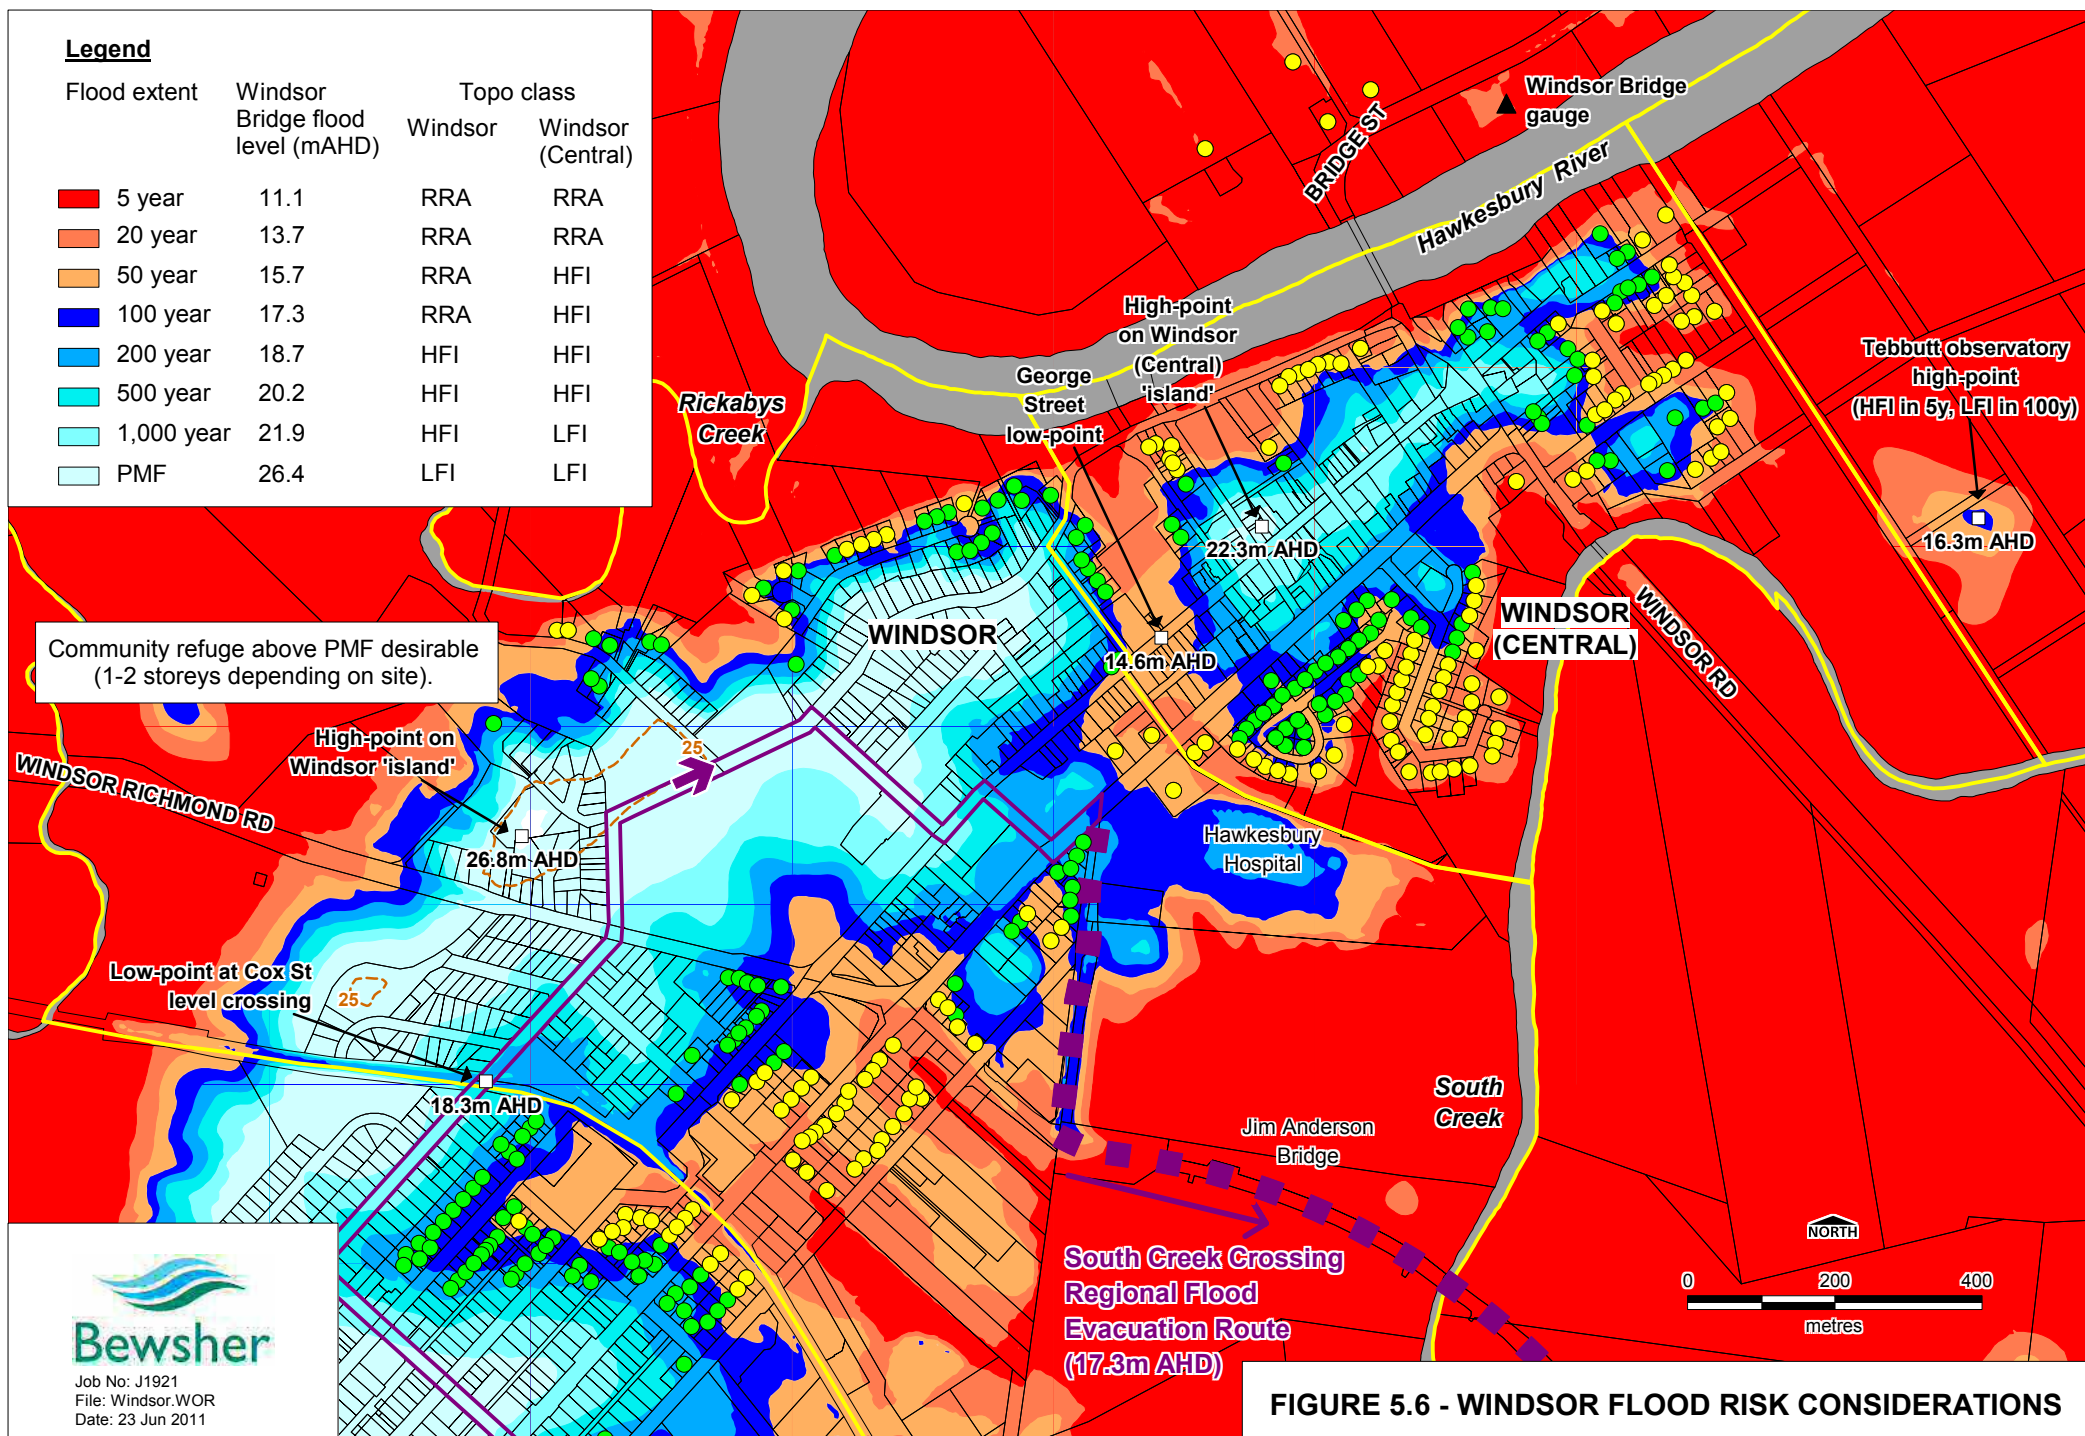 Legend
Flood extent Windsor Bridge flood level (mAHD) Topo class
Windsor Windsor (Central)
5 year 11.1 RRA RRA
20 year 13.7 RRA RRA
50 year 15.7 RRA HFI
100 year 17.3 RRA HFI
200 year 18.7 HFI HFI
500 year 20.2 HFI HFI
1,000 year 21.9 HFI LFI
PMF 26.4 LFI LFI
Windsor Bridge
gauge
BRIDGE ST
Hawkesbury River
High-point
on Windsor
(Central)
'island'
George
Street
low-point
Rickabys
Creek
Tebbutt observatory
high-point
(HFI in 5y, LFI in 100y)
16.3m AHD
22.3m AHD
WINDSOR
WINDSOR
(CENTRAL)
WINDSOR RD
14.6m AHD
Community refuge above PMF desirable
(1-2 storeys depending on site).
High-point on
Windsor 'island'
25
WINDSOR RICHMOND RD
26.8m AHD
Hawkesbury
Hospital
Low-point at Cox St
level crossing
25
18.3m AHD
South
Creek
Jim Anderson
Bridge
South Creek Crossing
Regional Flood
Evacuation Route
(17.3m AHD)
NORTH
0 200 400
metres
Bewsher
Job No: J1921
File: Windsor.WOR
Date: 23 Jun 2011
FIGURE 5.6 - WINDSOR FLOOD RISK CONSIDERATIONS